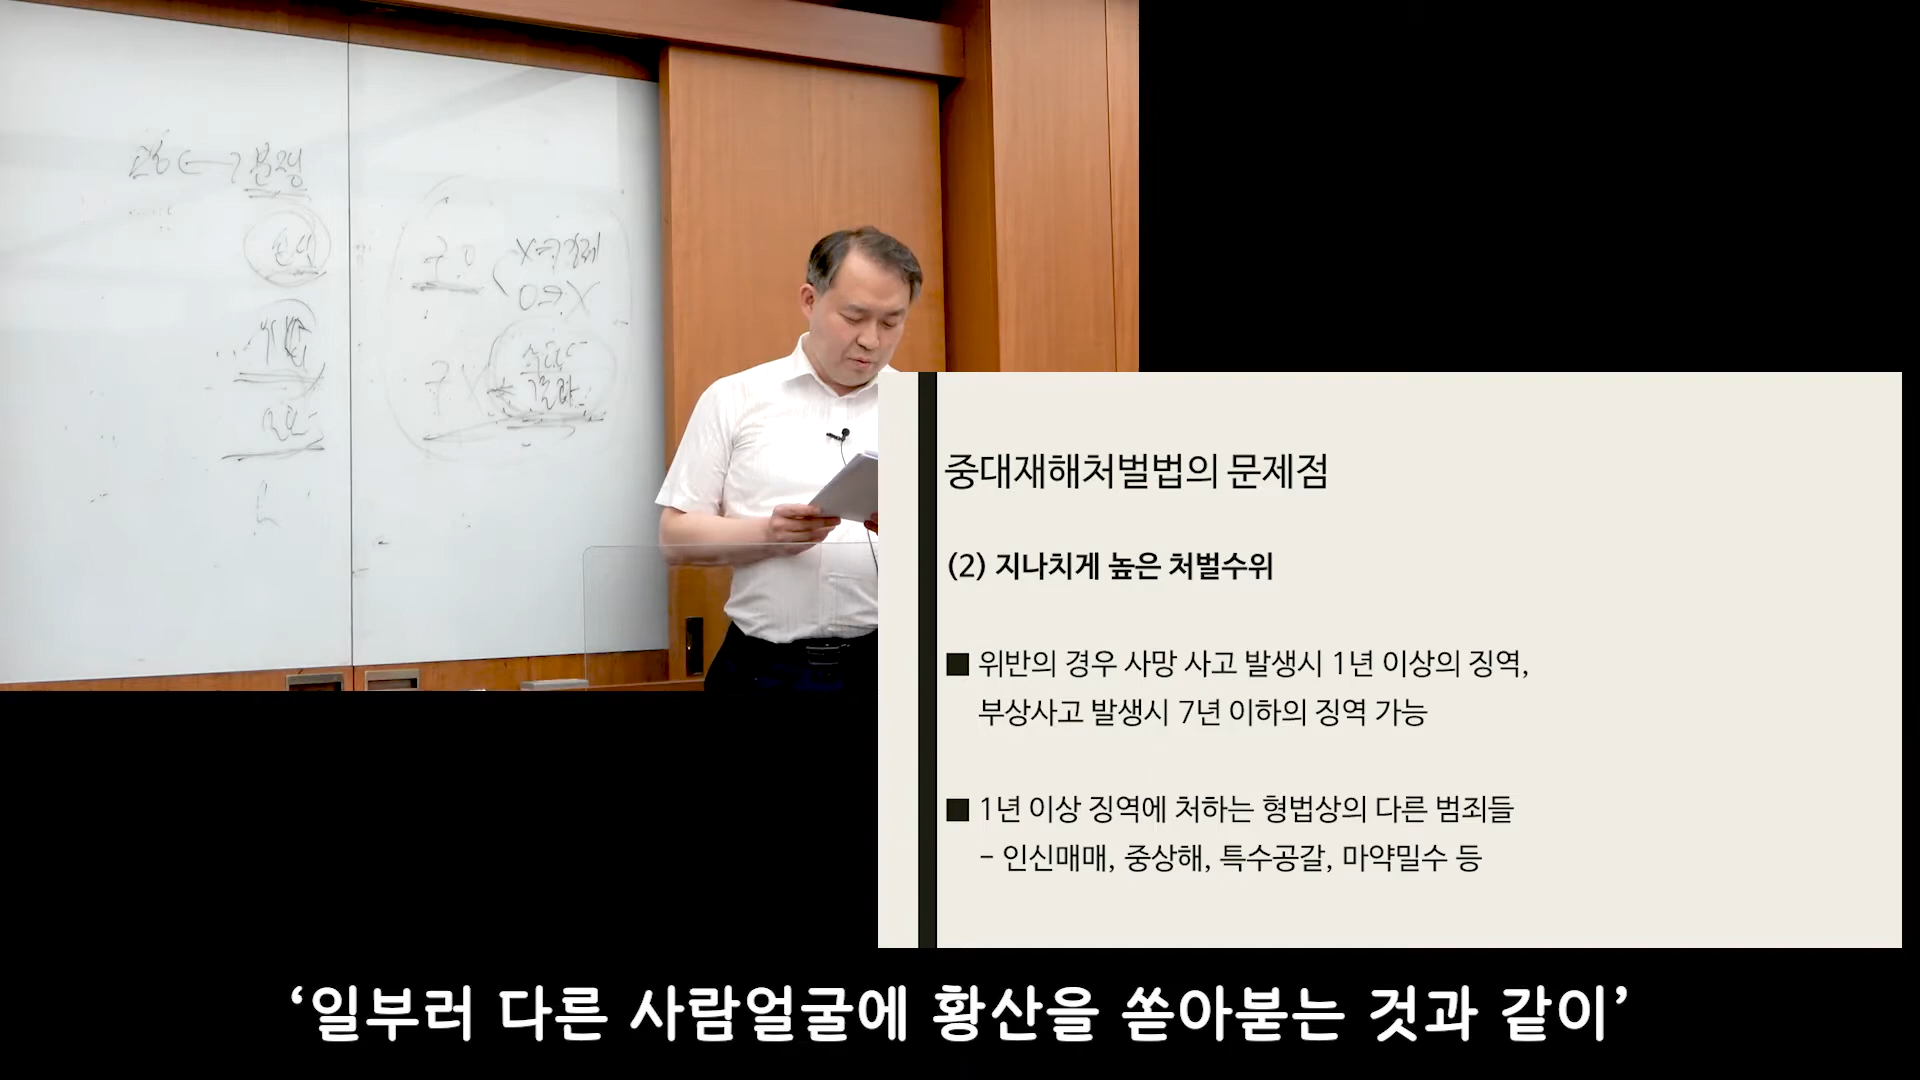 중대재해처벌법의 문제점
(2) 지나치게 높은 처벌수위
■ 위반의 경우 사망 사고 발생시 1년 이상의 징역,
부상사고 발생시 7년 이하의 징역 가능
■ 1년 이상 징역에 처하는 형법상의 다른 범죄들
– 인신매매, 중상해, 특수공갈, 마약밀수 등
‘일부러 다른 사람얼굴에 황산을 쏟아붙는 것과 같이’